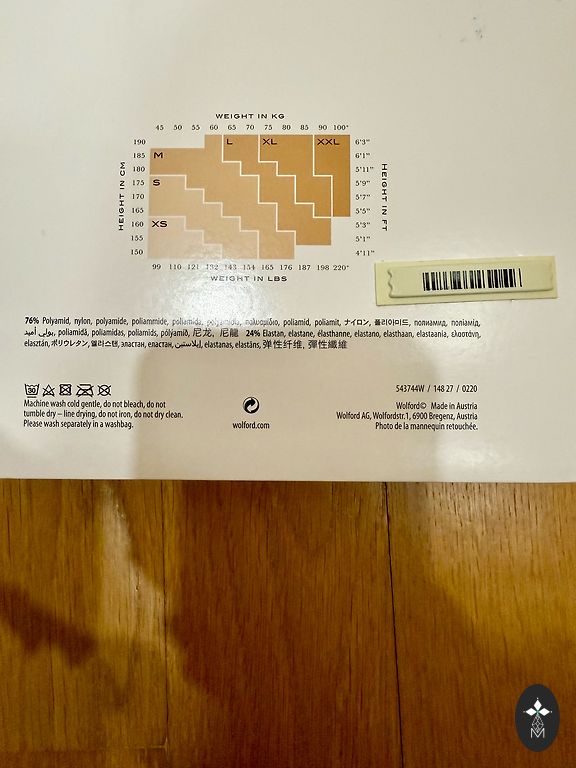 WEIGHT IN KG
45 50 55 60 65 70 75 80 85 90 100+
190 L XL XXL 6'3"
185 M 6'1"
180 5'11"
175 S 5'9"
170 5'7"
165 5'5"
160 XS 5'3"
155 5'1"
150 4'11"
HEIGHT IN CM
HEIGHT IN FT
99 110 121 132 143 154 165 176 187 198 220+
WEIGHT IN LBS
76% Polyamid, nylon, polyamide, poliammide, poliamida, polyamida, πολυαμίδιο, poliamid, poliamit, ナイロン, 폴리아미드, полиамид, поліамід,
بولي أميد, poliamidă, poliamidas, poliamīds, pólýamíð, 尼龙, 尼龍 24% Elastan, elastane, élasthanne, elastano, elasthaan, elastaania, ελαστάνη,
elasztán, ポリウレタン, 엘라스탠, эластан, еластан, إيلاستين, elastanas, elastāns, 弹性纤维, 彈性纖維
30
Machine wash cold gentle, do not bleach, do not
tumble dry – line drying, do not iron, do not dry clean.
Please wash separately in a washbag.
wolford.com
543744W / 148 27 / 0220
Wolford© Made in Austria
Wolford AG, Wolfordstr.1, 6900 Bregenz, Austria
Photo de la mannequin retouchée.
M